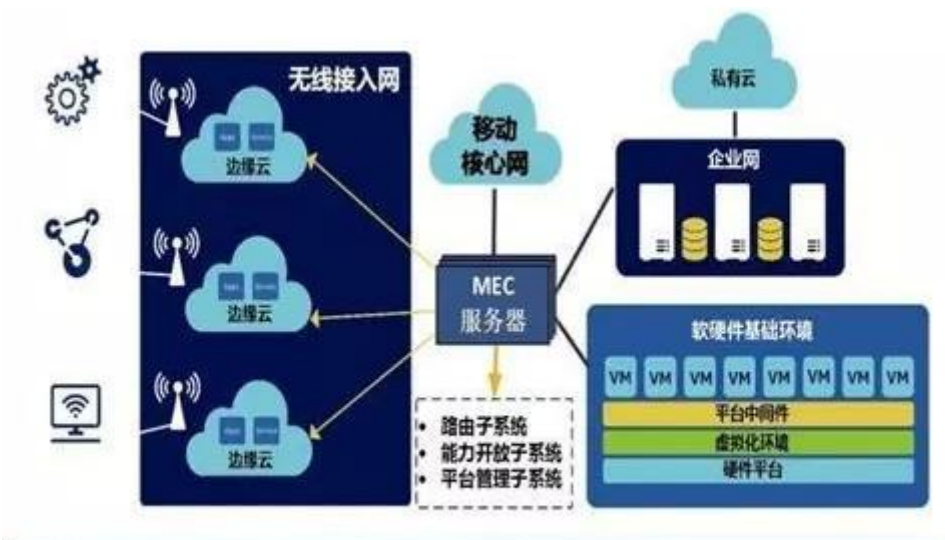 无线接入网
边缘云
边缘云
边缘云
移动
核心网
MEC
服务器
路由子系统
能力开放子系统
平台管理子系统
私有云
企业网
软硬件基础环境
VM VM VM VM VM VM VM VM
平台中间件
虚拟化环境
硬件平台